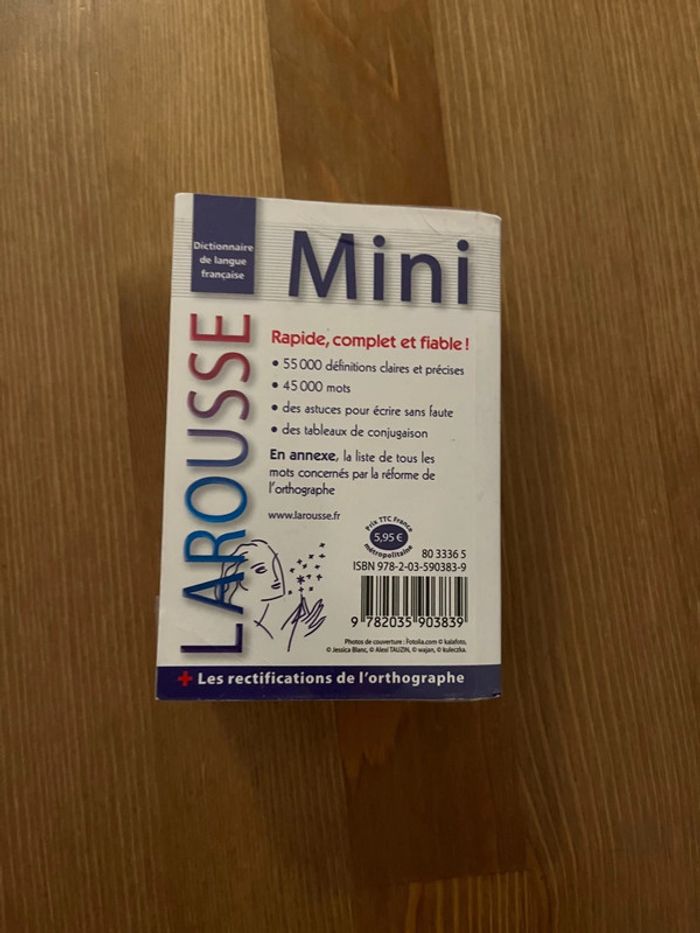 Dictionnaire
de langue
française
Mini
LAROUSSE
Rapide, complet et fiable !
• 55 000 définitions claires et précises
• 45 000 mots
• des astuces pour écrire sans faute
• des tableaux de conjugaison
En annexe, la liste de tous les
mots concernés par la réforme de
l'orthographe
www.larousse.fr
Prix TTC France
5,95 €
métropolitaine
80 3336 5
ISBN 978-2-03-590383-9
9 782035 903839
Photos de couverture : Fotolia.com © kalafoto,
© Jessica Blanc, © Alexi TAUZIN, © wajan, © kuleczka.
+ Les rectifications de l'orthographe